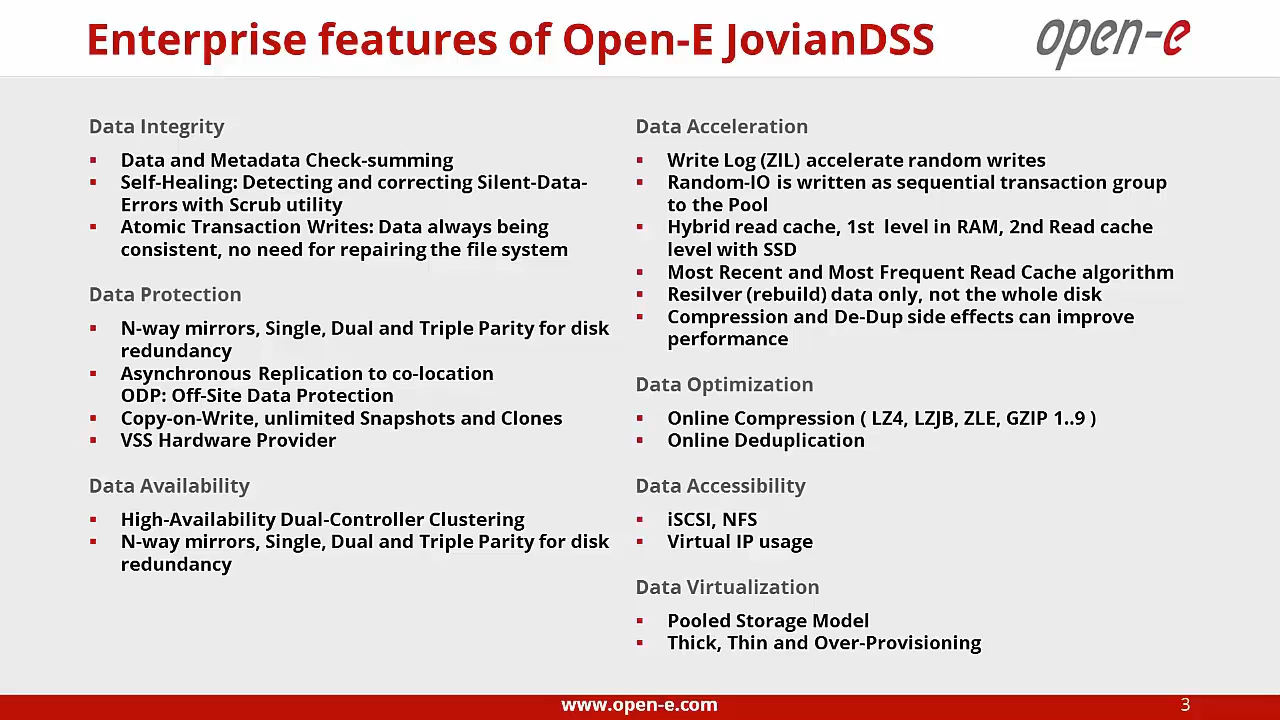 Enterprise features of Open-E JovianDSS
open-e
Data Integrity
▪ Data and Metadata Check-summing
▪ Self-Healing: Detecting and correcting Silent-Data-
Errors with Scrub utility
▪ Atomic Transaction Writes: Data always being
consistent, no need for repairing the file system
Data Protection
▪ N-way mirrors, Single, Dual and Triple Parity for disk
redundancy
▪ Asynchronous Replication to co-location
ODP: Off-Site Data Protection
▪ Copy-on-Write, unlimited Snapshots and Clones
▪ VSS Hardware Provider
Data Availability
▪ High-Availability Dual-Controller Clustering
▪ N-way mirrors, Single, Dual and Triple Parity for disk
redundancy
Data Acceleration
▪ Write Log (ZIL) accelerate random writes
▪ Random-IO is written as sequential transaction group
to the Pool
▪ Hybrid read cache, 1st level in RAM, 2nd Read cache
level with SSD
▪ Most Recent and Most Frequent Read Cache algorithm
▪ Resilver (rebuild) data only, not the whole disk
▪ Compression and De-Dup side effects can improve
performance
Data Optimization
▪ Online Compression ( LZ4, LZJB, ZLE, GZIP 1..9 )
▪ Online Deduplication
Data Accessibility
▪ iSCSI, NFS
▪ Virtual IP usage
Data Virtualization
▪ Pooled Storage Model
▪ Thick, Thin and Over-Provisioning
www.open-e.com
3